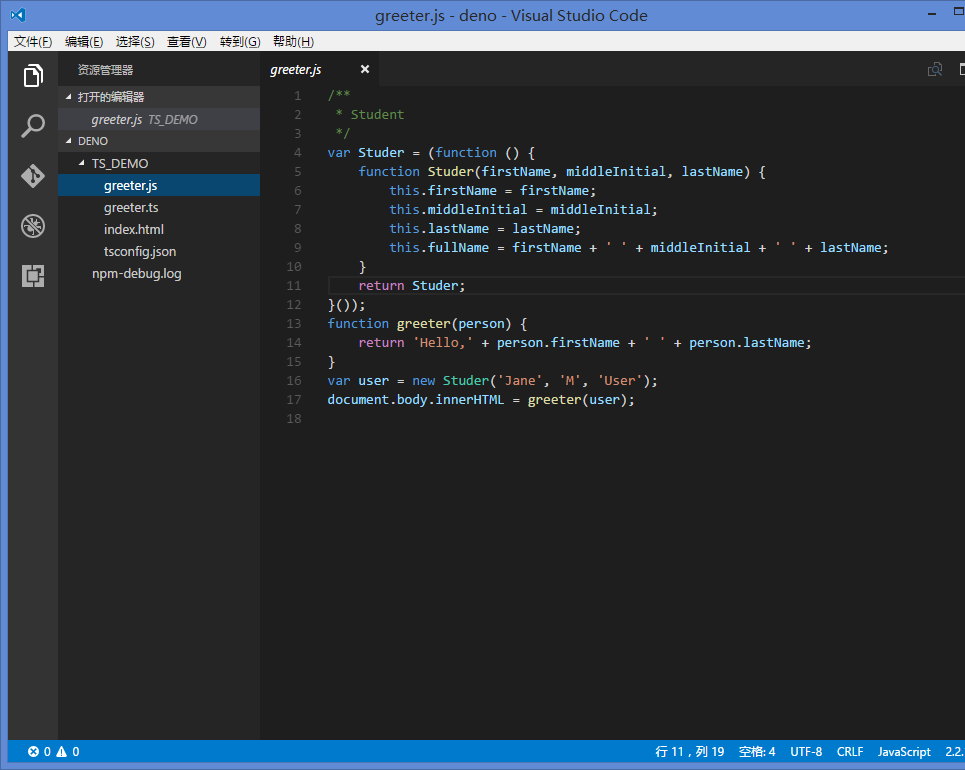 greeter.js - deno - Visual Studio Code
文件(F) 编辑(E) 选择(S) 查看(V) 转到(G) 帮助(H)
资源管理器
打开的编辑器
greeter.js TS_DEMO
DENO
TS_DEMO
greeter.js
greeter.ts
index.html
tsconfig.json
npm-debug.log
greeter.js
1 /**
2  * Student
3  */
4 var Studer = (function () {
5     function Studer(firstName, middleInitial, lastName) {
6         this.firstName = firstName;
7         this.middleInitial = middleInitial;
8         this.lastName = lastName;
9         this.fullName = firstName + ' ' + middleInitial + ' ' + lastName;
10     }
11     return Studer;
12 }());
13 function greeter(person) {
14     return 'Hello,' + person.firstName + ' ' + person.lastName;
15 }
16 var user = new Studer('Jane', 'M', 'User');
17 document.body.innerHTML = greeter(user);
18
0 0 行 11，列 19 空格: 4 UTF-8 CRLF JavaScript 2.2.